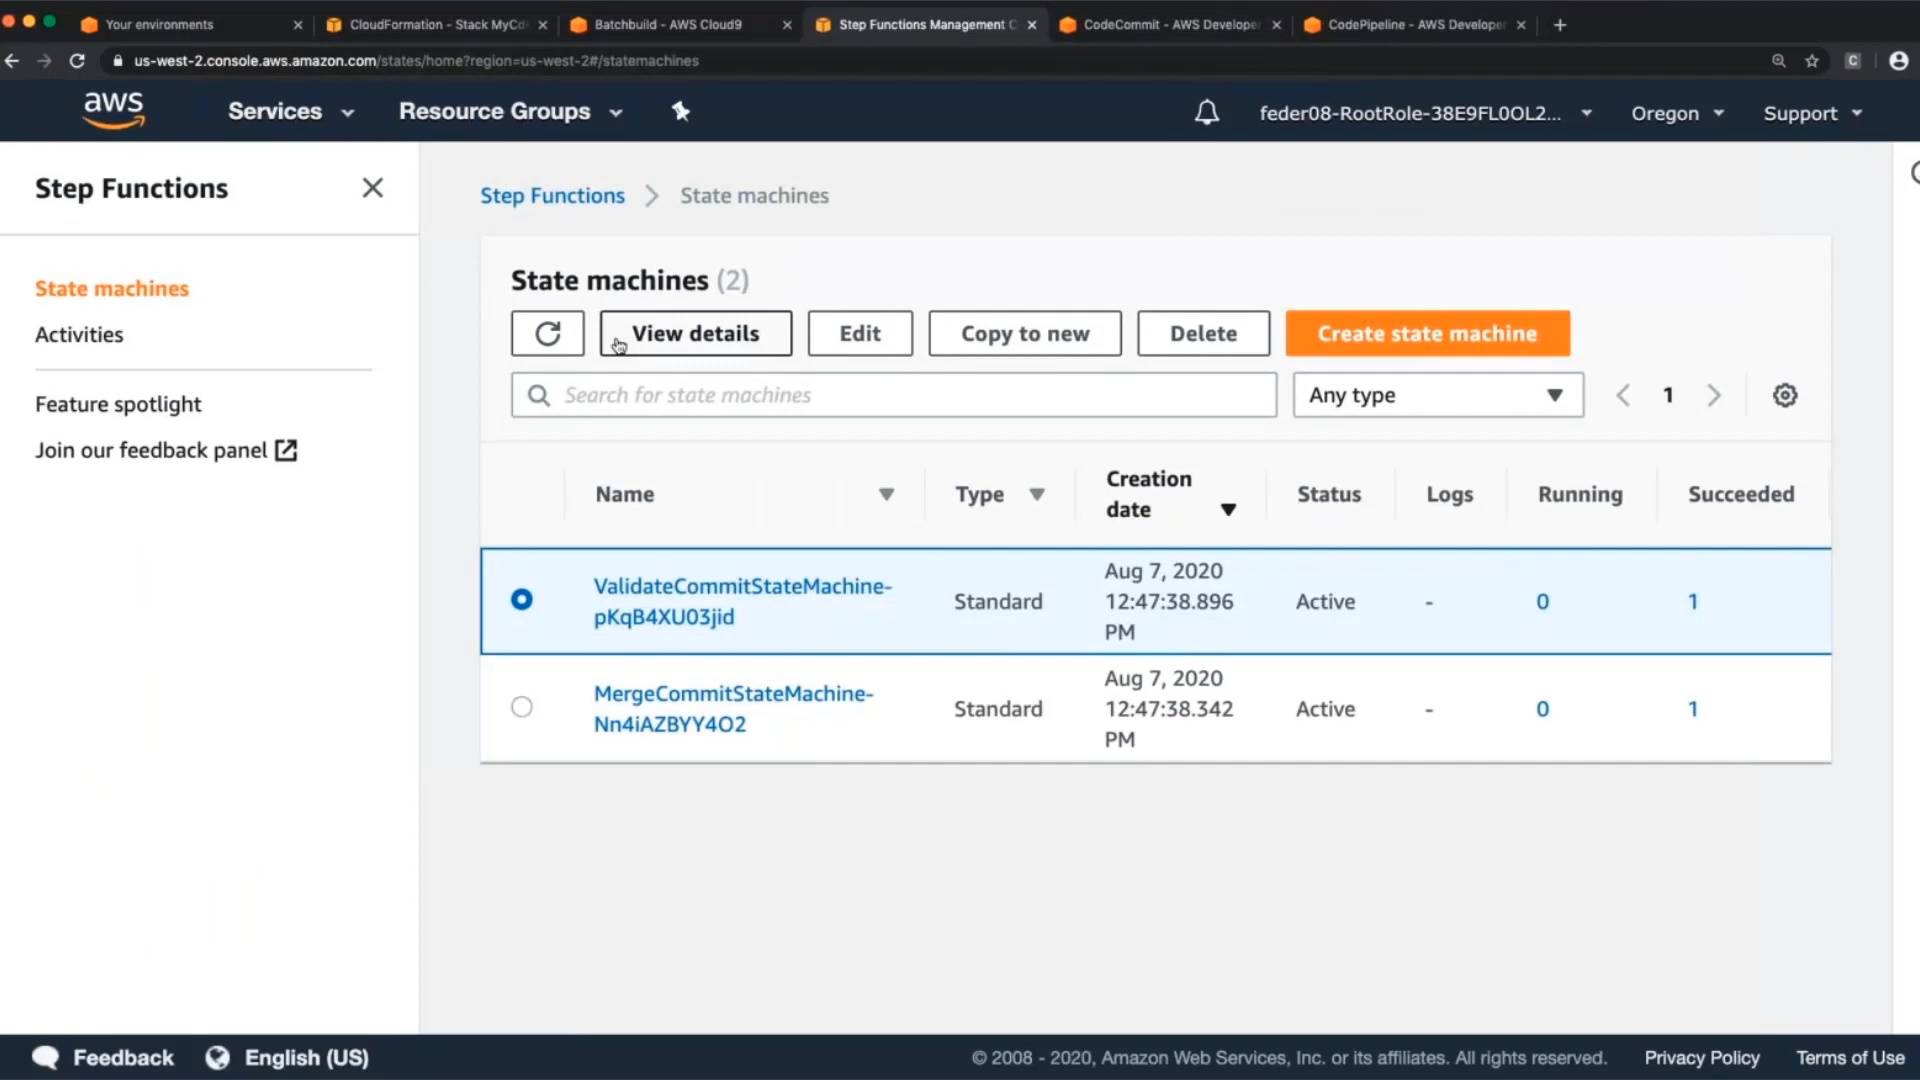 Your environments
CloudFormation - Stack MyCd
Batchbuild - AWS Cloud9
Step Functions Management C
CodeCommit - AWS Developer
CodePipeline - AWS Developer
us-west-2.console.aws.amazon.com/states/home?region=us-west-2#/statemachines
C
aws
Services
Resource Groups
feder08-RootRole-38E9FL0OL2...
Oregon
Support
Step Functions
State machines
Activities
Feature spotlight
Join our feedback panel
Step Functions
State machines
State machines (2)
View details
Edit
Copy to new
Delete
Create state machine
Search for state machines
Any type
1
Name
Type
Creation
date
Status
Logs
Running
Succeeded
ValidateCommitStateMachine-
pKqB4XU03jid
Standard
Aug 7, 2020
12:47:38.896
PM
Active
-
0
1
MergeCommitStateMachine-
Nn4iAZBYY4O2
Standard
Aug 7, 2020
12:47:38.342
PM
Active
-
0
1
Feedback
English (US)
© 2008 - 2020, Amazon Web Services, Inc. or its affiliates. All rights reserved.
Privacy Policy
Terms of Use